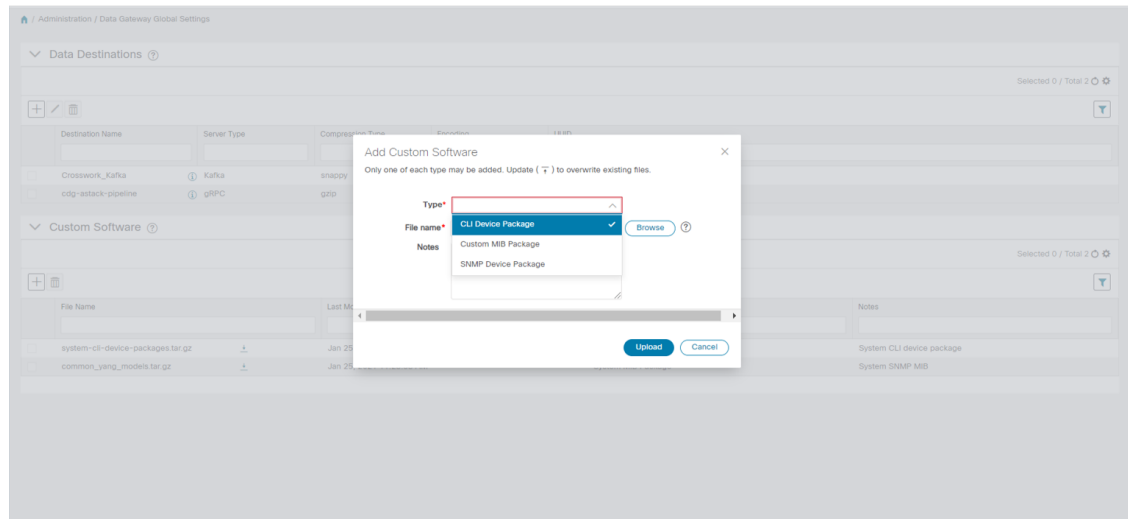 / Administration / Data Gateway Global Settings
Data Destinations ?
Selected 0 / Total 2
Destination Name Server Type Compression Type Encoding UUID
Crosswork_Kafka Kafka snappy
cdg-astack-pipeline gRPC gzip
Add Custom Software
Only one of each type may be added. Update ( ) to overwrite existing files.
Type*
CLI Device Package
File name* Browse ?
Custom MIB Package
Notes
SNMP Device Package
Upload Cancel
Custom Software ?
Selected 0 / Total 2
File Name Last Mo Notes
system-cli-device-packages.tar.gz Jan 25 System CLI device package
common_yang_models.tar.gz Jan 25 System SNMP MIB